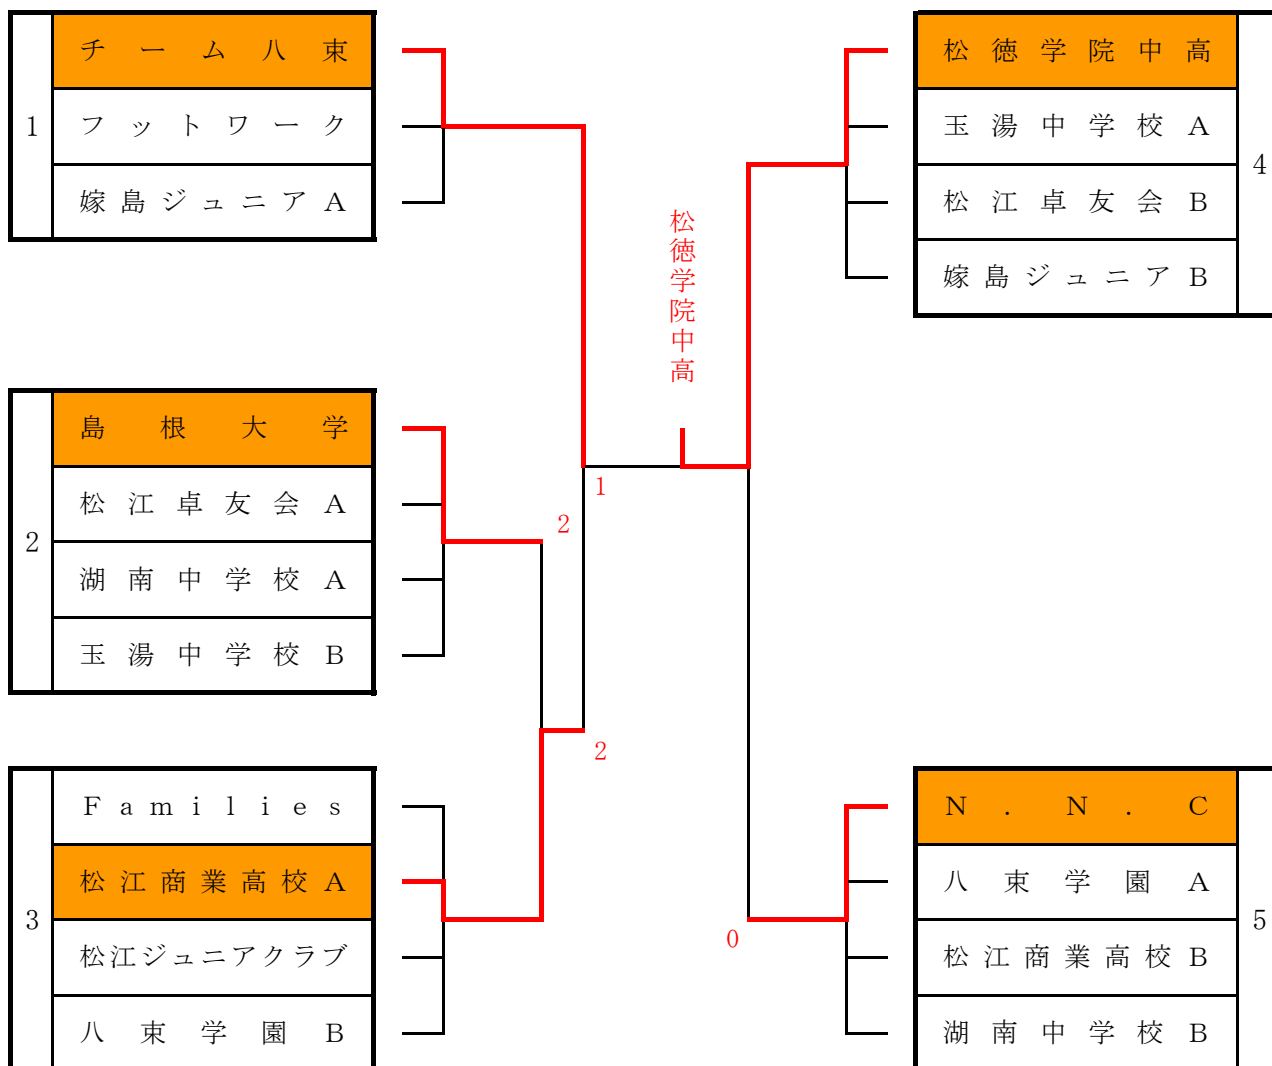 1
チーム八束
フットワーク
嫁島ジュニアA
2
島根大学
松江卓友会A
湖南中学校A
玉湯中学校B
3
Families
松江商業高校A
松江ジュニアクラブ
八束学園B
松徳学院中高
1
2
2
0
4
松徳学院中高
玉湯中学校A
松江卓友会B
嫁島ジュニアB
5
N.N.C
八束学園A
松江商業高校B
湖南中学校B